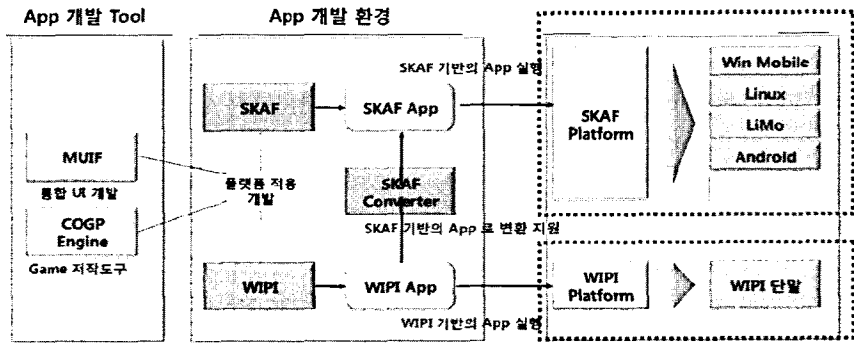 App 개발 Tool
App 개발 환경
MUIF
통합 UI 개발
COGP
Engine
Game 저작도구
SKAF
SKAF App
SKAF 기반의 App 실행
플랫폼 적용
개발
SKAF
Converter
SKAF 기반의 App 로 변환 지원
WIPI
WIPI App
WIPI 기반의 App 실행
SKAF
Platform
Win Mobile
Linux
LiMo
Android
WIPI
Platform
WIPI 단말